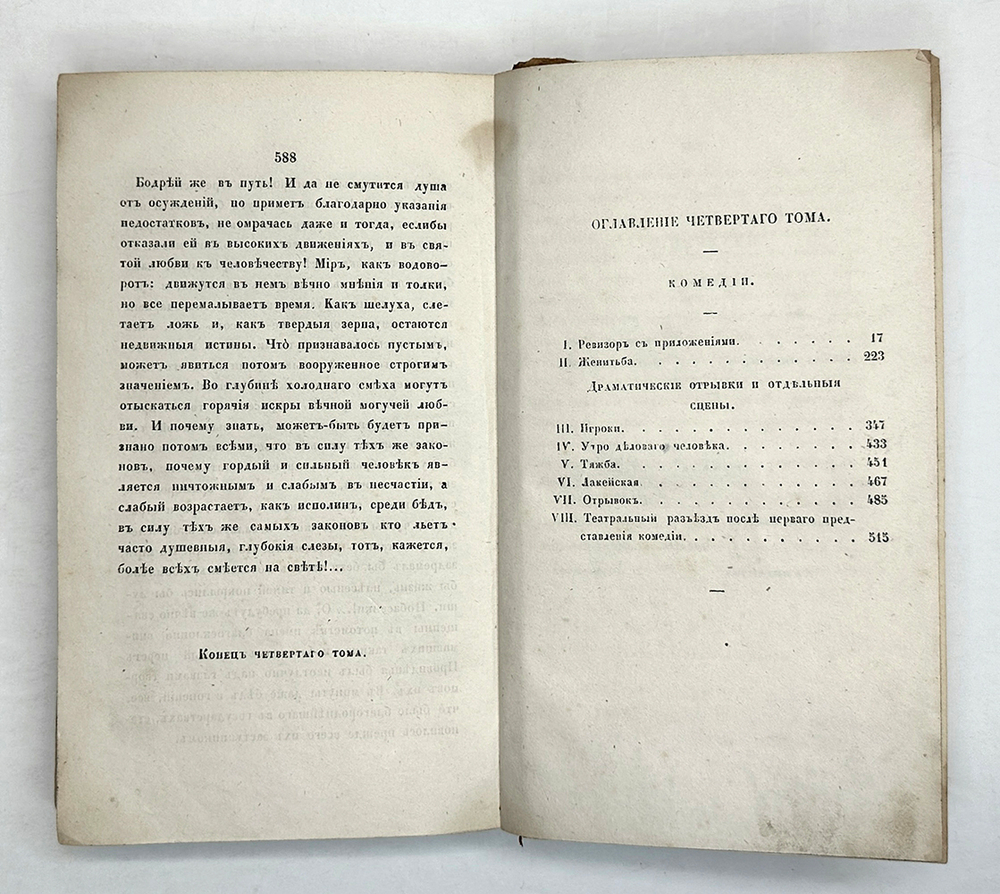 588
Бодрѣй же въ путь! И да не смутится душа
отъ осужденій, но приметъ благодарно указанія
недостатковъ, не омрачась даже и тогда, еслибы
отказали ей въ высокихъ движеніяхъ, и въ свя-
той любви къ человѣчеству! Міръ, какъ водово-
ротъ: движутся въ немъ вѣчно мнѣнія и толки,
но все перемалываетъ время. Какъ шелуха, сле-
таетъ ложь и, какъ твердыя зерна, остаются
недвижныя истины. Что̀ признавалось пустымъ,
можетъ явиться потомъ вооруженное строгимъ
значеніемъ. Во глубинѣ холоднаго смѣха могутъ
отыскаться горячія искры вѣчной могучей люб-
ви. И почему знать, можетъ-быть будетъ при-
знано потомъ всѣми, что въ силу тѣхъ же зако-
новъ, почему гордый и сильный человѣкъ яв-
ляется ничтожнымъ и слабымъ въ несчастіи, а
слабый возрастаетъ, какъ исполинъ, среди бѣдъ,
въ силу тѣхъ же самыхъ законовъ кто льетъ
часто душевныя, глубокія слезы, тотъ, кажется,
болѣе всѣхъ смѣется на свѣтѣ!...
Конецъ четвертаго тома.
ОГЛАВЛЕНІЕ ЧЕТВЕРТАГО ТОМА.
КОМЕДІИ.
I. Ревизоръ съ приложеніями. . . . . . . 17
II. Женитьба. . . . . . . . . . . . 223
Драматическіе отрывки и отдѣльныя
сцены.
III. Игроки. . . . . . . . . . . . . 347
IV. Утро дѣловаго человѣка. . . . . . . . 433
V. Тяжба. . . . . . . . . . . . . 451
VI. Лакейская. . . . . . . . . . . . 467
VII. Отрывокъ. . . . . . . . . . . . 485
VIII. Театральный разъѣздъ послѣ перваго пред-
ставленія комедіи. . . . . . . . . . 515